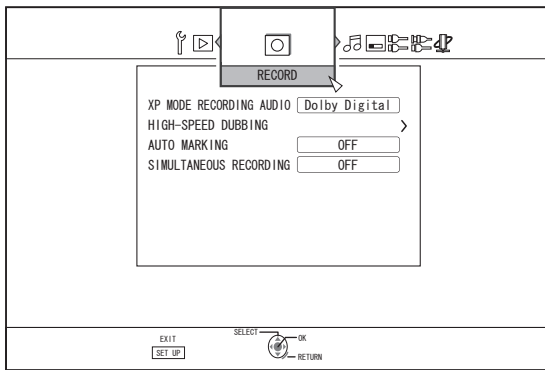 RECORD
XP MODE RECORDING AUDIO Dolby Digital
HIGH-SPEED DUBBING
AUTO MARKING OFF
SIMULTANEOUS RECORDING OFF
EXIT
SET UP
SELECT
OK
RETURN